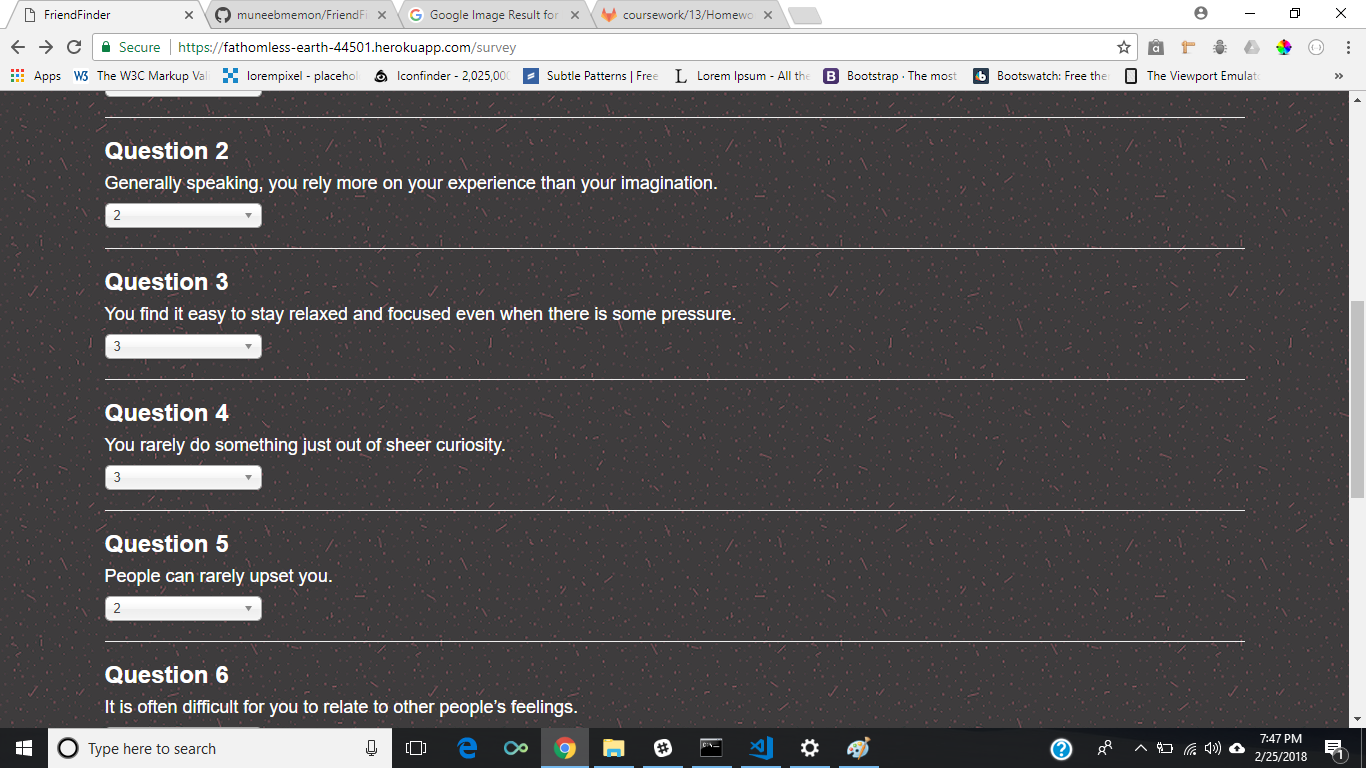 FriendFinder
muneebmemon/FriendFi
Google Image Result for
coursework/13/Homewo
Secure
https://fathomless-earth-44501.herokuapp.com/survey
Apps
The W3C Markup Val
lorempixel - placehol
Iconfinder - 2,025,00
Subtle Patterns | Free
Lorem Ipsum - All the
Bootstrap · The most
Bootswatch: Free the
The Viewport Emulat
Question 2
Generally speaking, you rely more on your experience than your imagination.
2
Question 3
You find it easy to stay relaxed and focused even when there is some pressure.
3
Question 4
You rarely do something just out of sheer curiosity.
3
Question 5
People can rarely upset you.
2
Question 6
It is often difficult for you to relate to other people’s feelings.
Type here to search
7:47 PM
2/25/2018
1